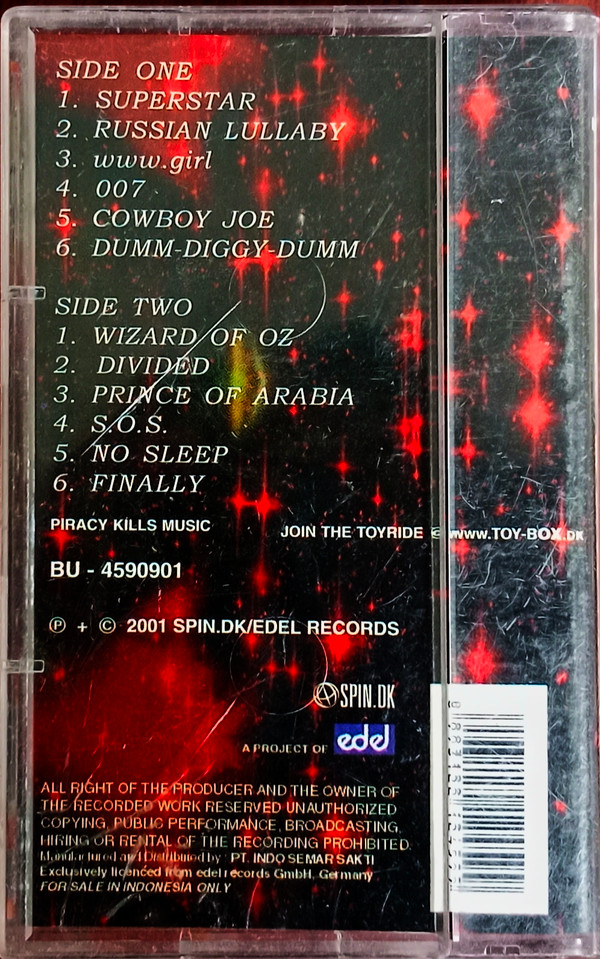 SIDE ONE
1. SUPERSTAR
2. RUSSIAN LULLABY
3. www.girl
4. 007
5. COWBOY JOE
6. DUMM-DIGGY-DUMM
SIDE TWO
1. WIZARD OF OZ
2. DIVIDED
3. PRINCE OF ARABIA
4. S.O.S.
5. NO SLEEP
6. FINALLY
PIRACY KILLS MUSIC
JOIN THE TOYRIDE @ www.TOY-BOX.DK
BU - 4590901
℗ + © 2001 SPIN.DK/EDEL RECORDS
SPIN.DK
A PROJECT OF edel
ALL RIGHT OF THE PRODUCER AND THE OWNER OF
THE RECORDED WORK RESERVED UNAUTHORIZED
COPYING, PUBLIC PERFORMANCE, BROADCASTING,
HIRING OR RENTAL OF THE RECORDING PROHIBITED.
Manufactured and Distributed by : PT. INDO SEMAR SAKTI
Exclusively licenced from edel records GmbH, Germany
FOR SALE IN INDONESIA ONLY